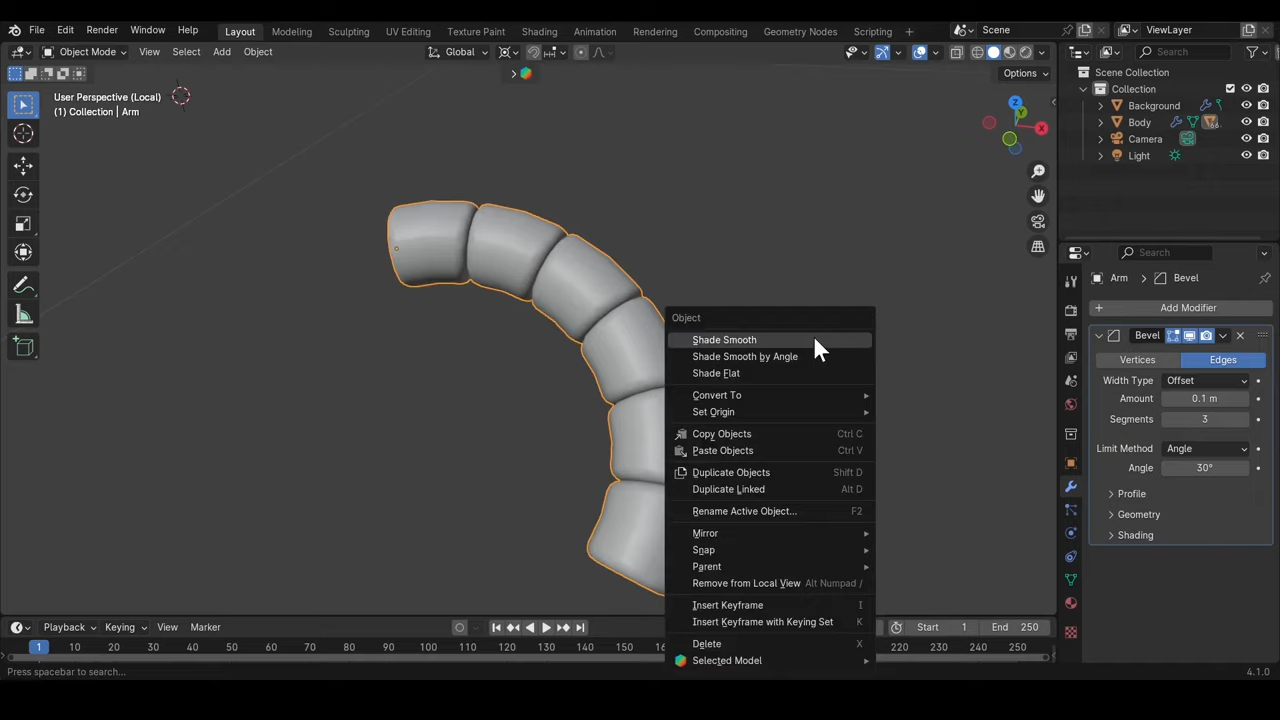 File Edit Render Window Help Layout Modeling Sculpting UV Editing Texture Paint Shading Animation Rendering Compositing Geometry Nodes Scripting + Scene ViewLayer
Object Mode View Select Add Object Global Search
Options
User Perspective (Local)
(1) Collection | Arm
Scene Collection
Collection
Background
Body
Camera
Light
Z
Y
X
Search
Arm > Bevel
Add Modifier
Bevel
Vertices Edges
Width Type Offset
Amount 0.1 m
Segments 3
Limit Method Angle
Angle 30°
Profile
Geometry
Shading
Object
Shade Smooth
Shade Smooth by Angle
Shade Flat
Convert To
Set Origin
Copy Objects Ctrl C
Paste Objects Ctrl V
Duplicate Objects Shift D
Duplicate Linked Alt D
Rename Active Object... F2
Mirror
Snap
Parent
Remove from Local View Alt Numpad /
Insert Keyframe I
Insert Keyframe with Keying Set K
Delete X
Selected Model
Playback Keying View Marker Start 1 End 250
1 10 20 30 40 50 60 70 80 90 100 110 120 130 140 150 220 230 240 250
Press spacebar to search... 4.1.0